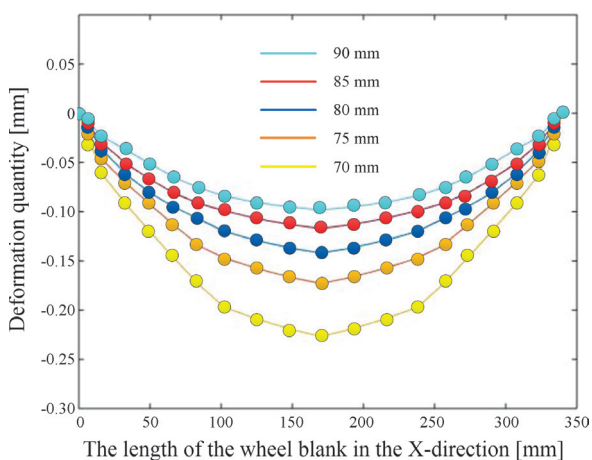 90 mm
85 mm
80 mm
75 mm
70 mm
Deformation quantity [mm]
0.05
0
-0.05
-0.10
-0.15
-0.20
-0.25
-0.30
0 50 100 150 200 250 300 350
The length of the wheel blank in the X-direction [mm]